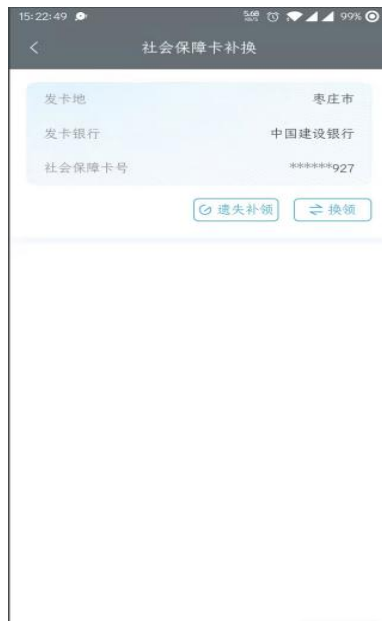 15:22:49 99%
社会保障卡补换
发卡地 枣庄市
发卡银行 中国建设银行
社会保障卡号 ******927
遗失补领 换领